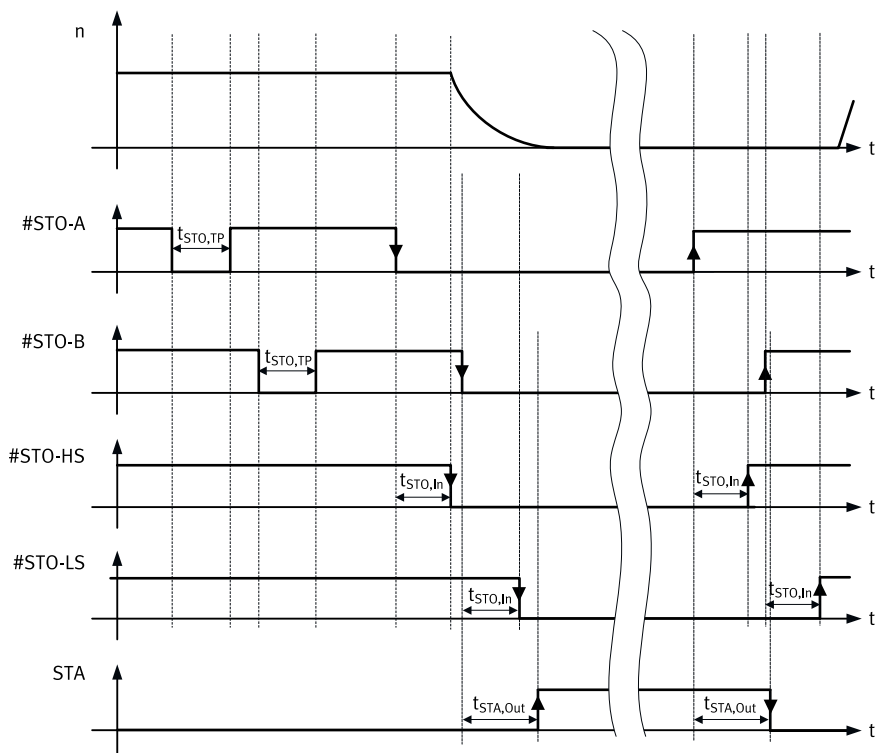 n
t
#STO-A
tSTO,TP
t
#STO-B
tSTO,TP
t
#STO-HS
tSTO,In
tSTO,In
t
#STO-LS
tSTO,In
tSTO,In
t
STA
tSTA,Out
tSTA,Out
t